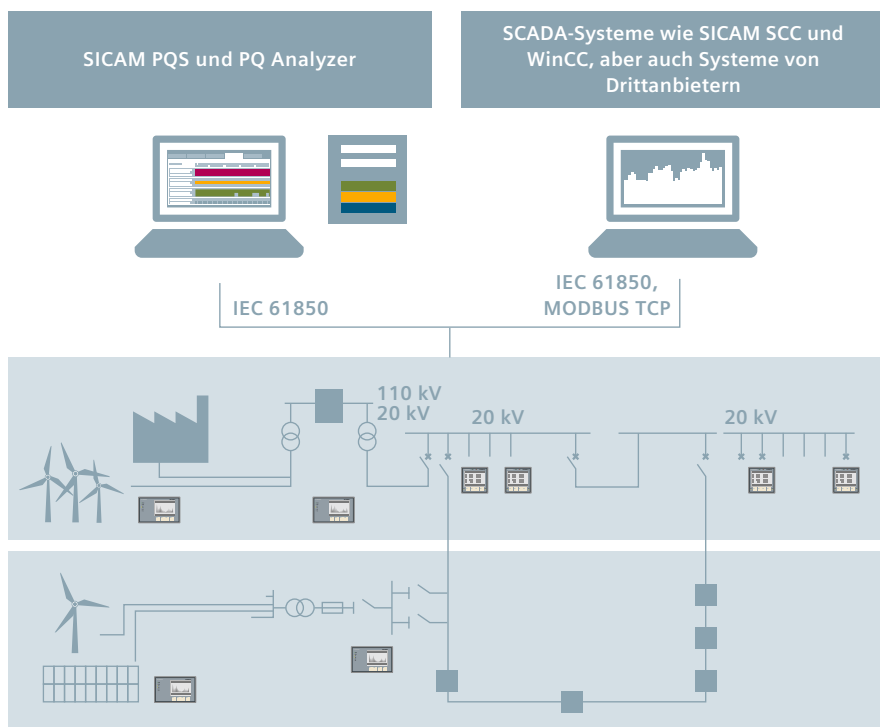 SICAM PQS und PQ Analyzer
SCADA-Systeme wie SICAM SCC und
WinCC, aber auch Systeme von
Drittanbietern
IEC 61850
IEC 61850,
MODBUS TCP
110 kV
20 kV
20 kV
20 kV